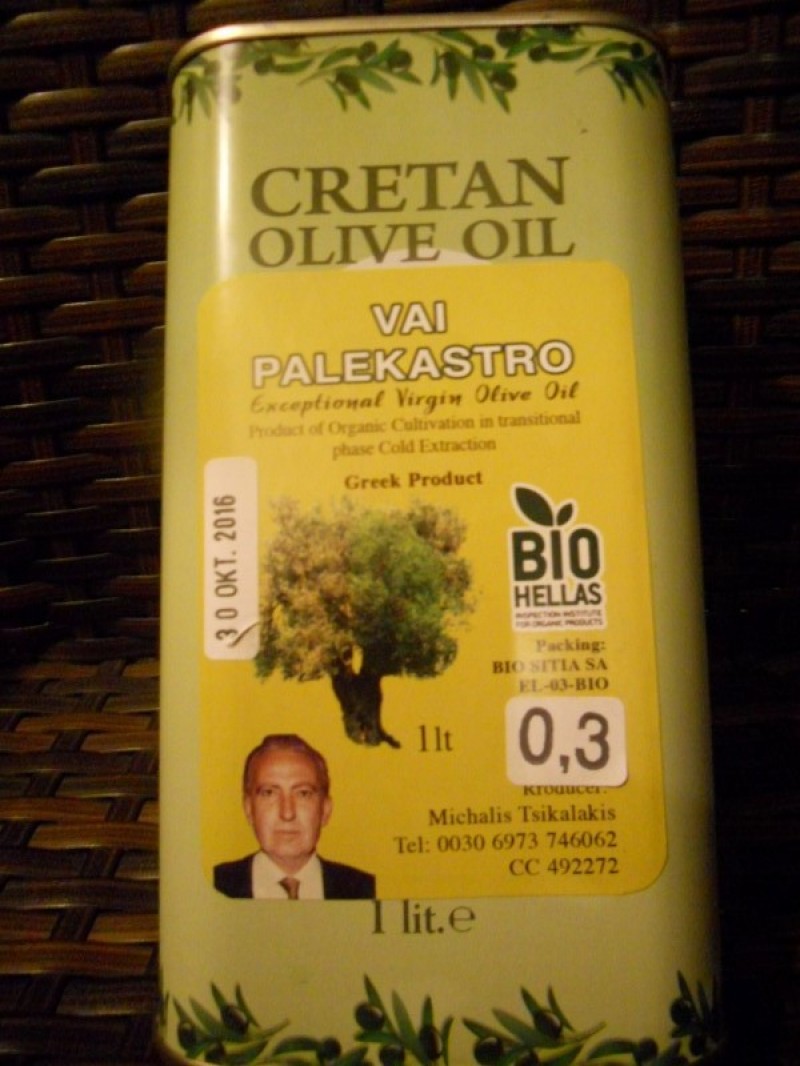 CRETAN
OLIVE OIL
VAI
PALEKASTRO
Exceptional Virgin Olive Oil
Product of Organic Cultivation in transitional
phase Cold Extraction
Greek Product
30 OKT. 2016
BIO
HELLAS
INSPECTION INSTITUTE
FOR ORGANIC PRODUCTS
Packing:
BIO SITIA SA
EL-03-BIO
0,3
1lt
Michalis Tsikalakis
Tel: 0030 6973 746062
CC 492272
1 lit.e